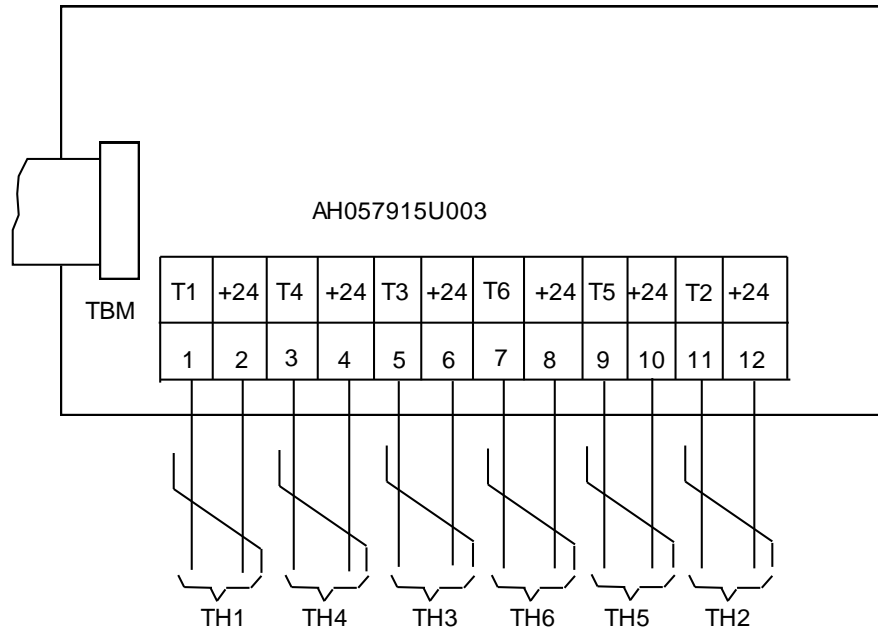 AH057915U003
TBM
T1 +24 T4 +24 T3 +24 T6 +24 T5 +24 T2 +24
1 2 3 4 5 6 7 8 9 10 11 12
TH1 TH4 TH3 TH6 TH5 TH2